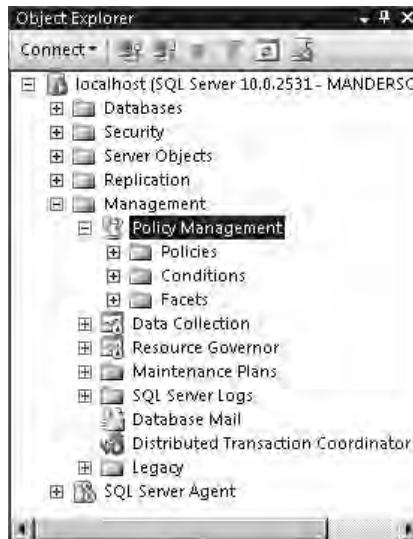 Object Explorer
Connect
localhost (SQL Server 10.0.2531 - MANDERSO
Databases
Security
Server Objects
Replication
Management
Policy Management
Policies
Conditions
Facets
Data Collection
Resource Governor
Maintenance Plans
SQL Server Logs
Database Mail
Distributed Transaction Coordinator
Legacy
SQL Server Agent